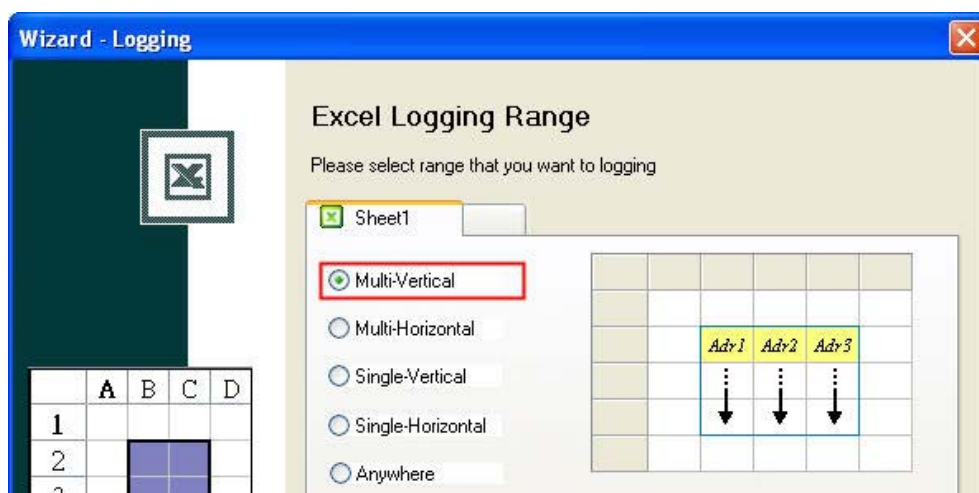 Wizard - Logging
Excel Logging Range
Please select range that you want to logging
Sheet1
Multi-Vertical
Multi-Horizontal
Single-Vertical
Single-Horizontal
Anywhere
Adr1 Adr2 Adr3
A B C D
1
2